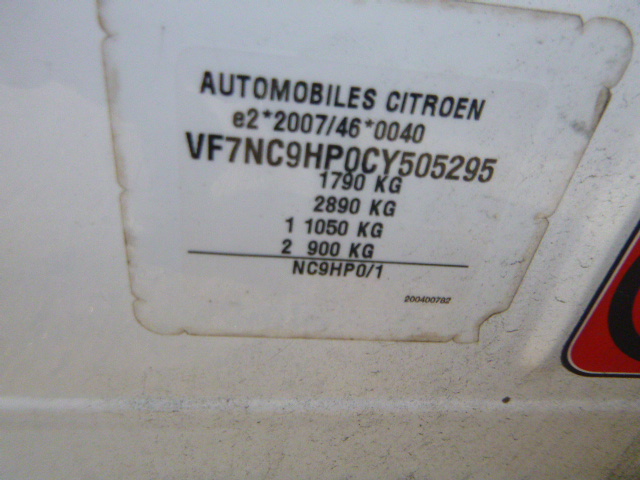 AUTOMOBILES CITROEN
e2*2007/46*0040
VF7NC9HP0CY505295
1790 KG
2890 KG
1 1050 KG
2 900 KG
NC9HP0/1
200400782